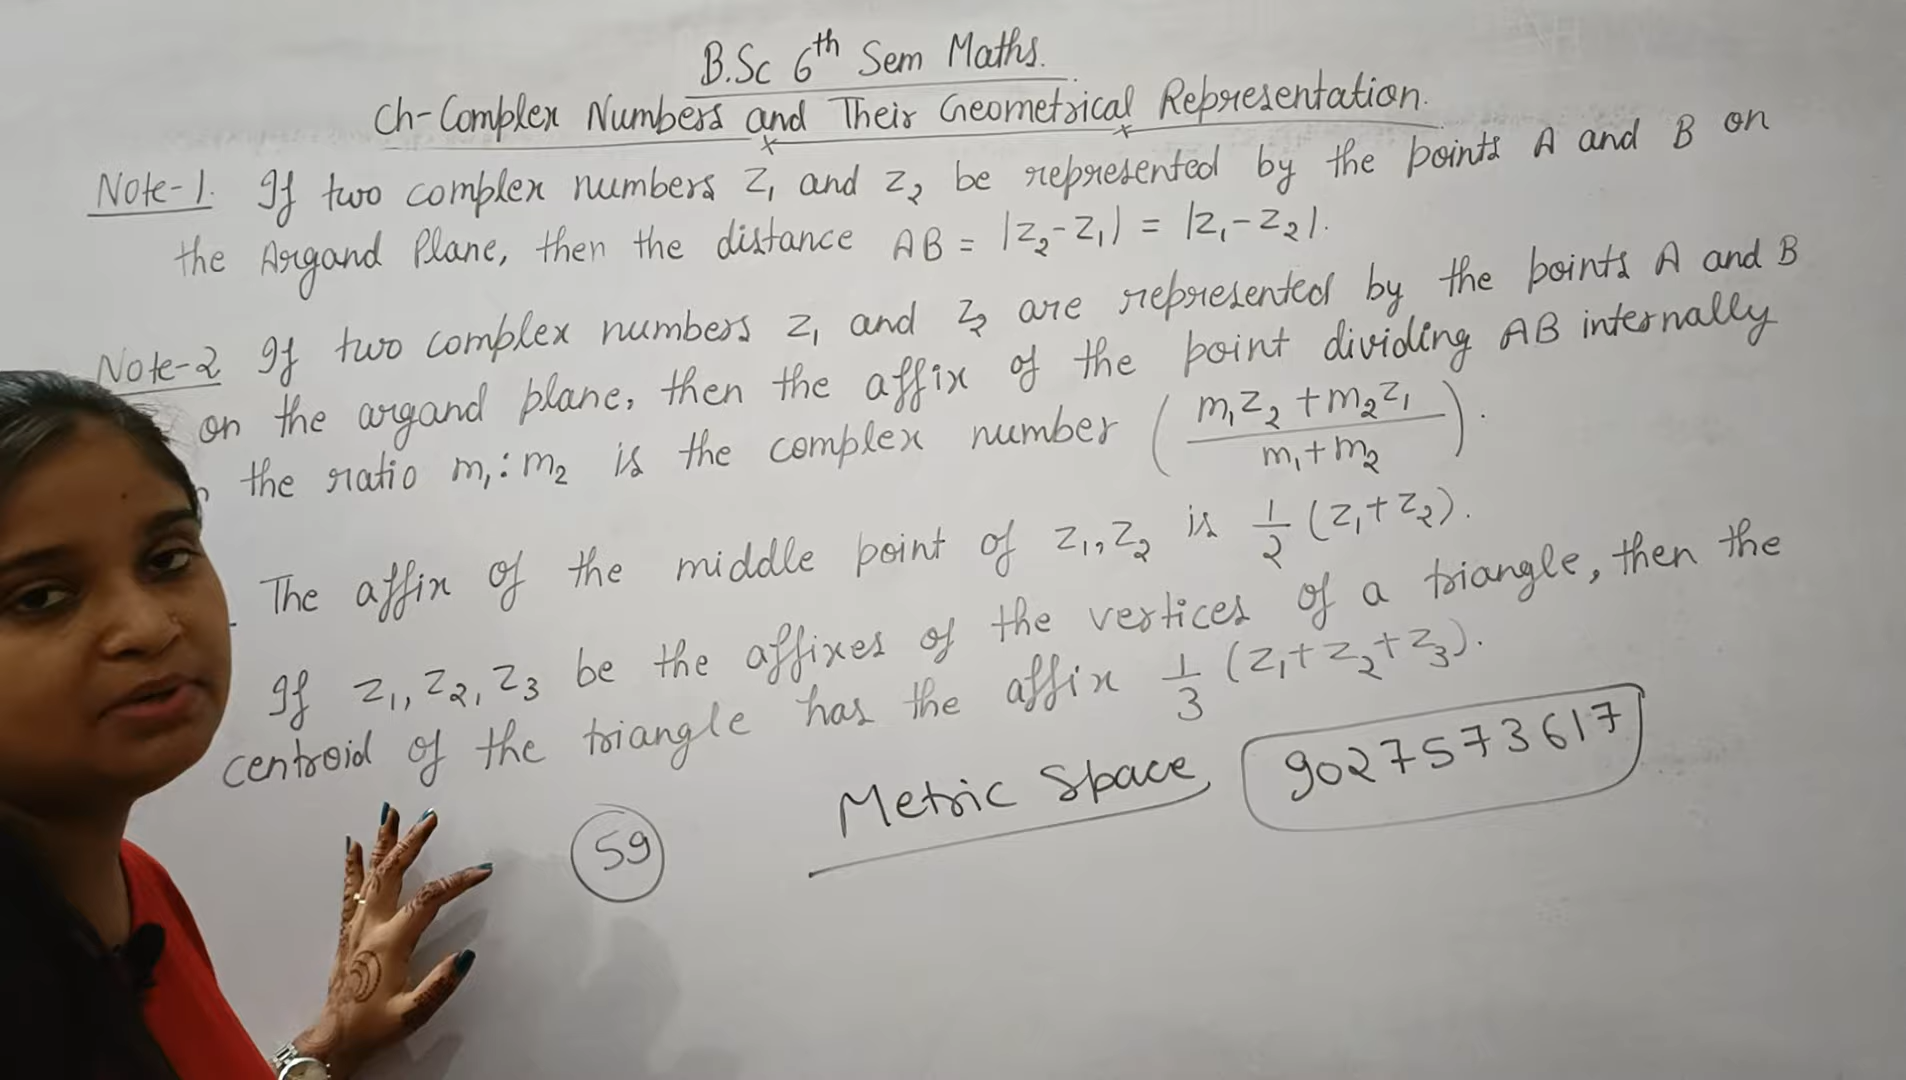 B.Sc 6th Sem Maths.
Ch-Complex Numbers and Their Geometrical Representation.
Note-1. If two complex numbers z₁ and z₂ be represented by the points A and B on
the Argand Plane, then the distance AB = |z₂-z₁| = |z₁-z₂|.
Note-2 If two complex numbers z₁ and z₂ are represented by the points A and B
on the argand plane, then the affix of the point dividing AB internally
the ratio m₁:m₂ is the complex number (m₁z₂+m₂z₁ / m₁+m₂).
The affix of the middle point of z₁,z₂ is 1/2 (z₁+z₂).
If z₁, z₂, z₃ be the affixes of the vertices of a triangle, then the
centroid of the triangle has the affix 1/3 (z₁+z₂+z₃).
Metric Space 9027573617
59